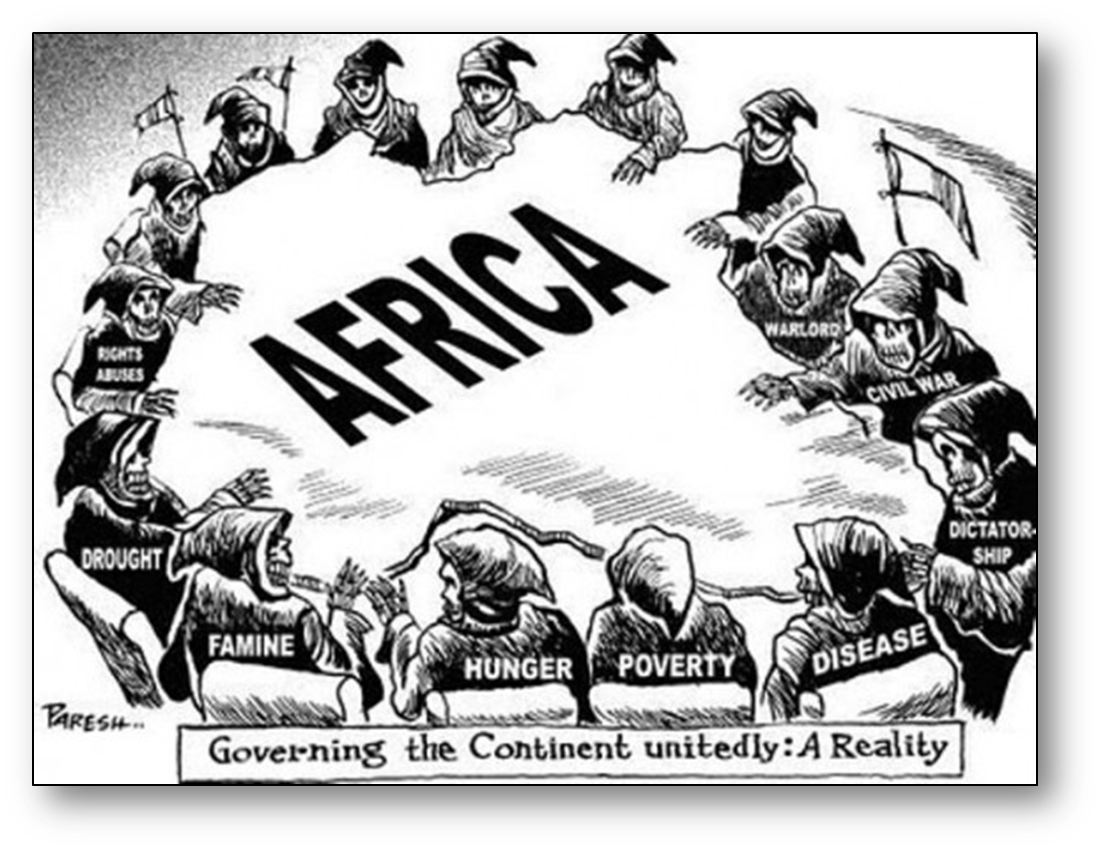 AFRICA
WARLORD
RIGHTS
ABUSES
CIVIL WAR
DROUGHT
DICTATOR-
SHIP
FAMINE
HUNGER
POVERTY
DISEASE
PARESH..
Governing the Continent unitedly: A Reality